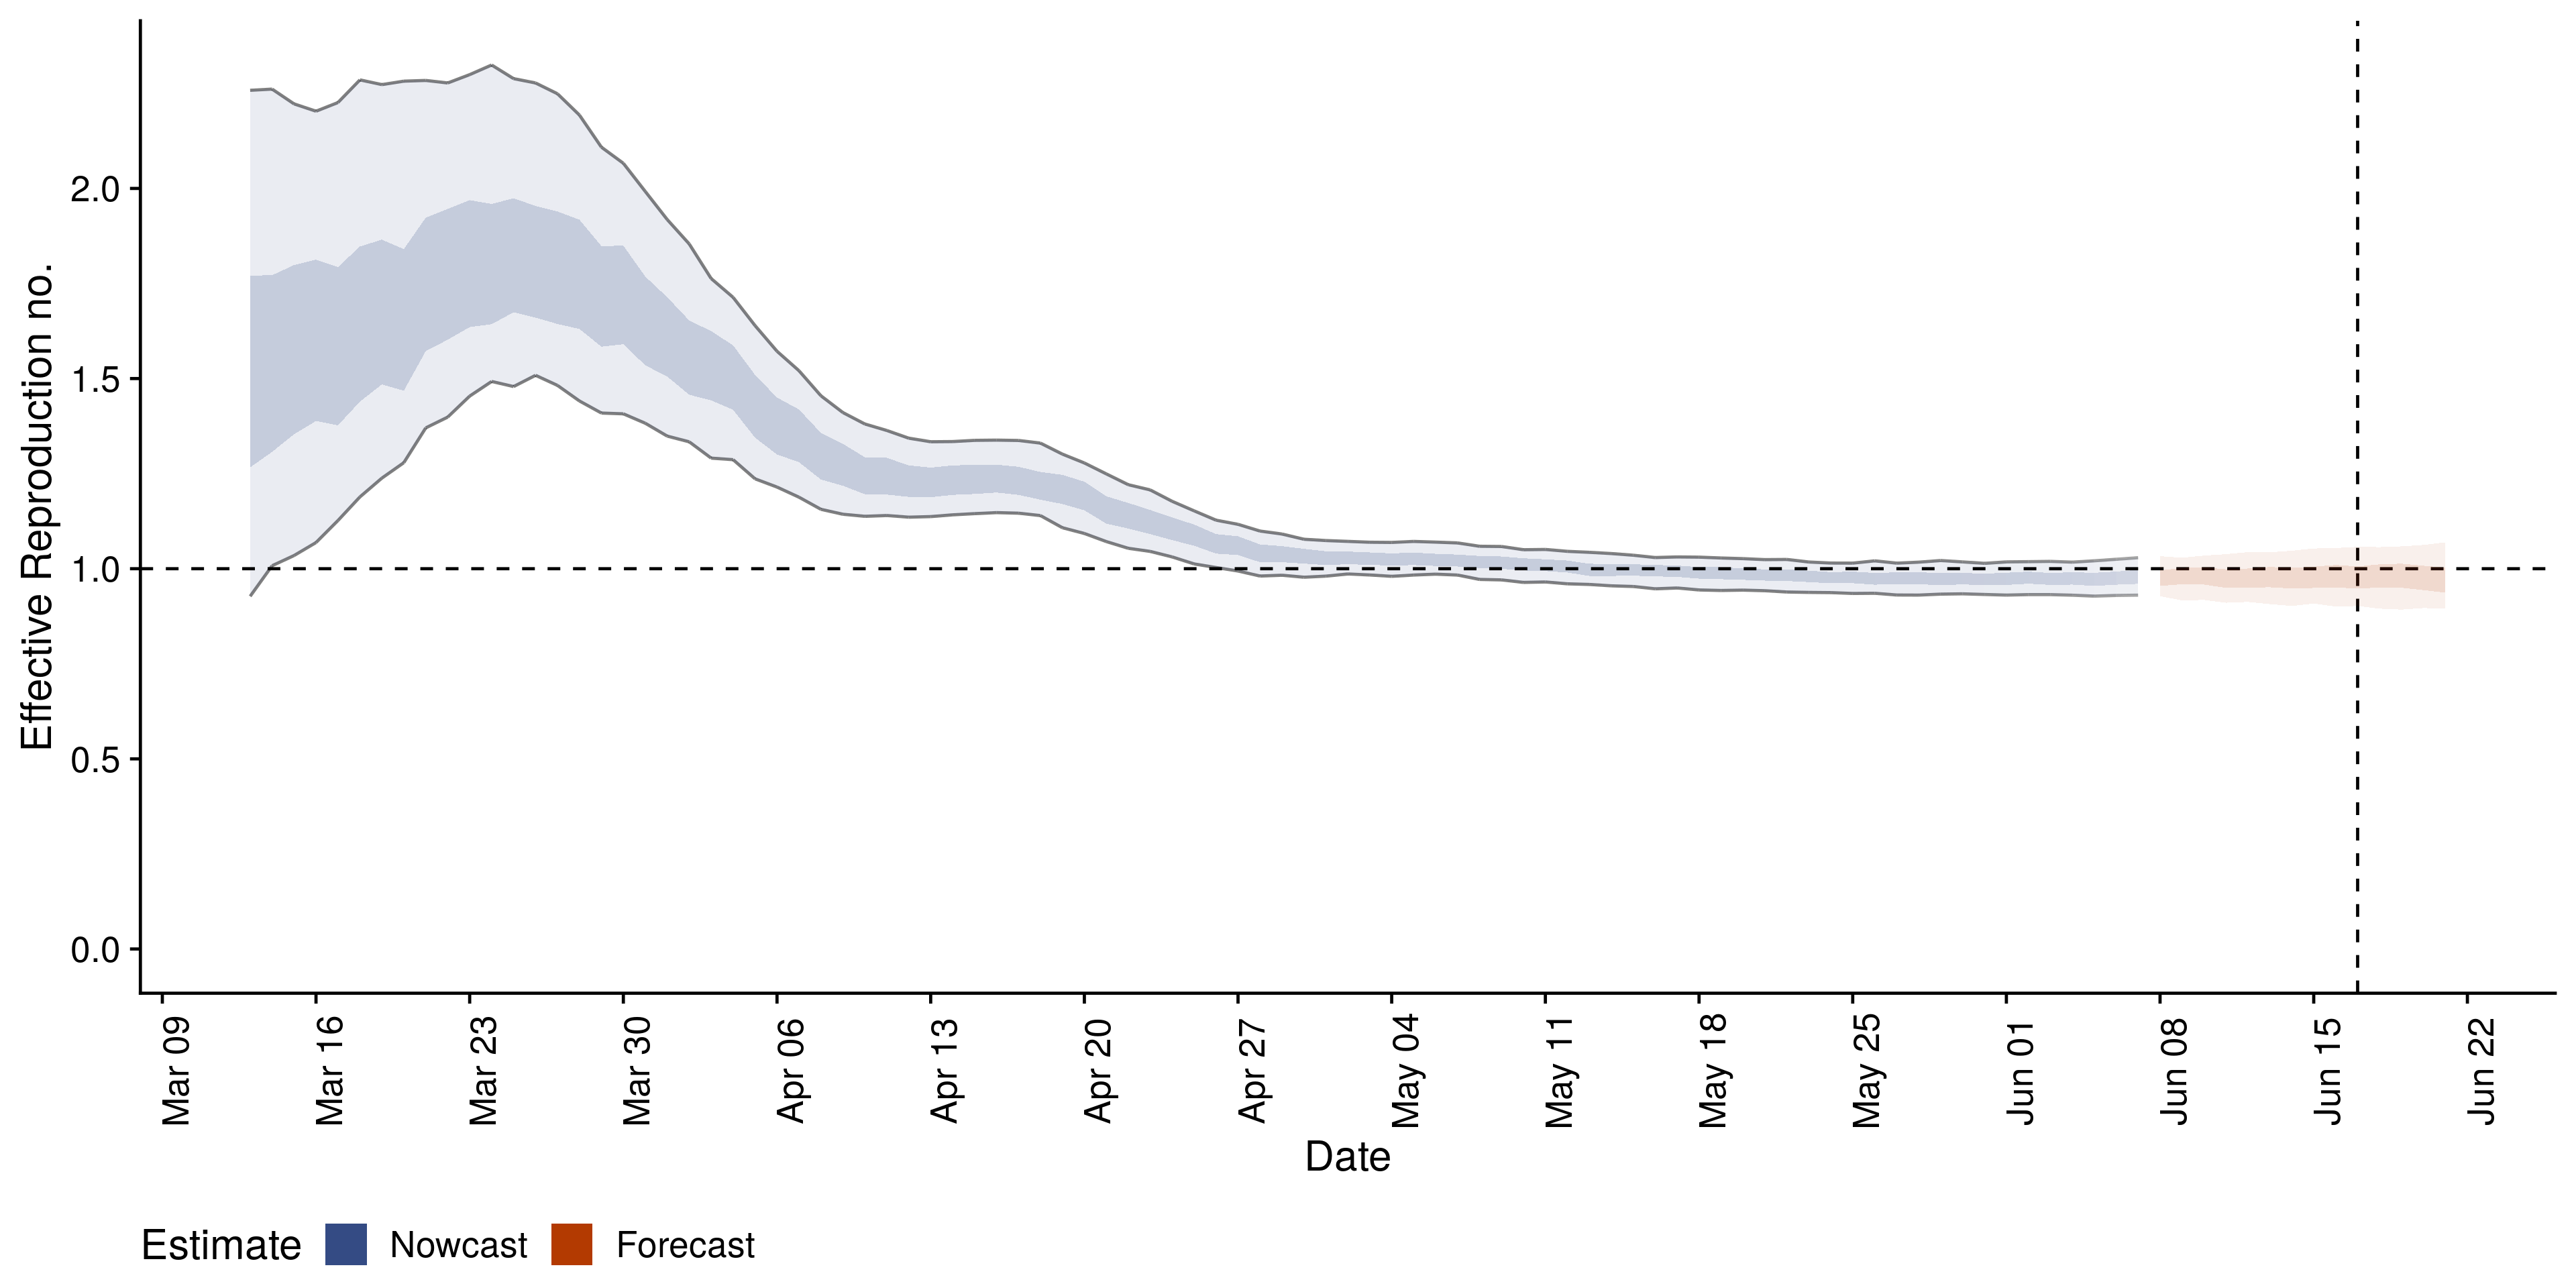 Effective Reproduction no.
2.0
1.5
1.0
0.5
0.0
Mar 09
Mar 16
Mar 23
Mar 30
Apr 06
Apr 13
Apr 20
Apr 27
May 04
May 11
May 18
May 25
Jun 01
Jun 08
Jun 15
Jun 22
Date
Estimate Nowcast Forecast